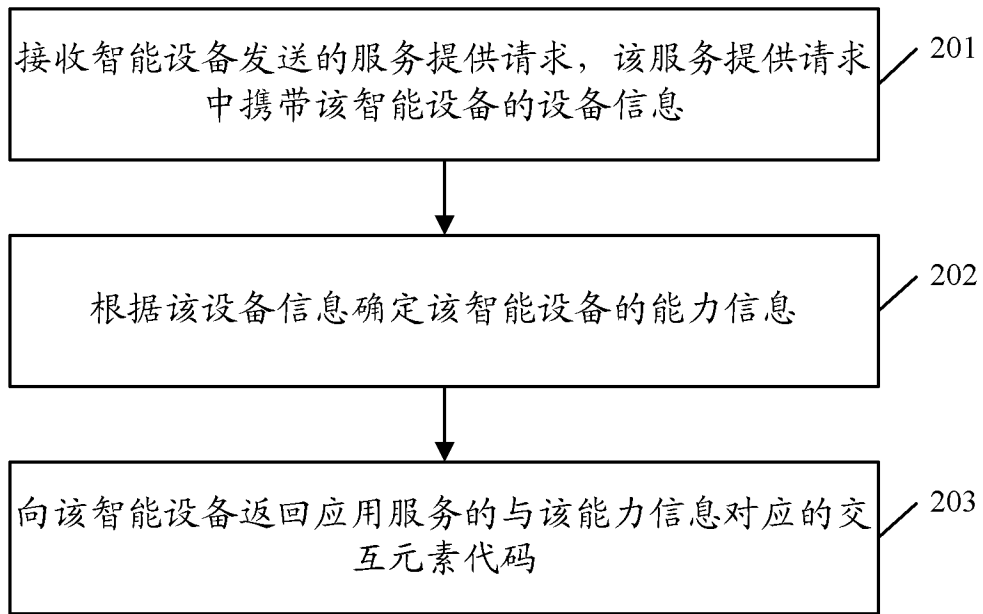 接收智能设备发送的服务提供请求，该服务提供请求
中携带该智能设备的设备信息
201
根据该设备信息确定该智能设备的能力信息
202
向该智能设备返回应用服务的与该能力信息对应的交
互元素代码
203